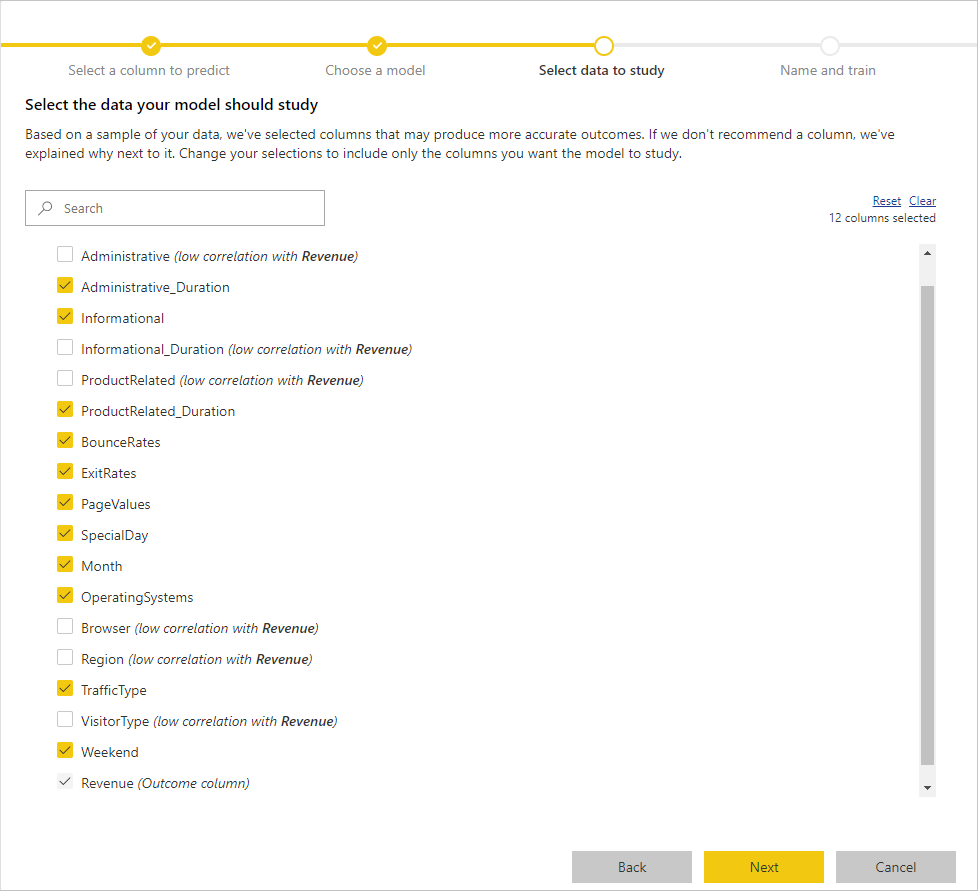 Select a column to predict
Choose a model
Select data to study
Name and train
Select the data your model should study
Based on a sample of your data, we've selected columns that may produce more accurate outcomes. If we don't recommend a column, we've
explained why next to it. Change your selections to include only the columns you want the model to study.
Search
Reset Clear
12 columns selected
Administrative (low correlation with Revenue)
Administrative_Duration
Informational
Informational_Duration (low correlation with Revenue)
ProductRelated (low correlation with Revenue)
ProductRelated_Duration
BounceRates
ExitRates
PageValues
SpecialDay
Month
OperatingSystems
Browser (low correlation with Revenue)
Region (low correlation with Revenue)
TrafficType
VisitorType (low correlation with Revenue)
Weekend
Revenue (Outcome column)
Back
Next
Cancel